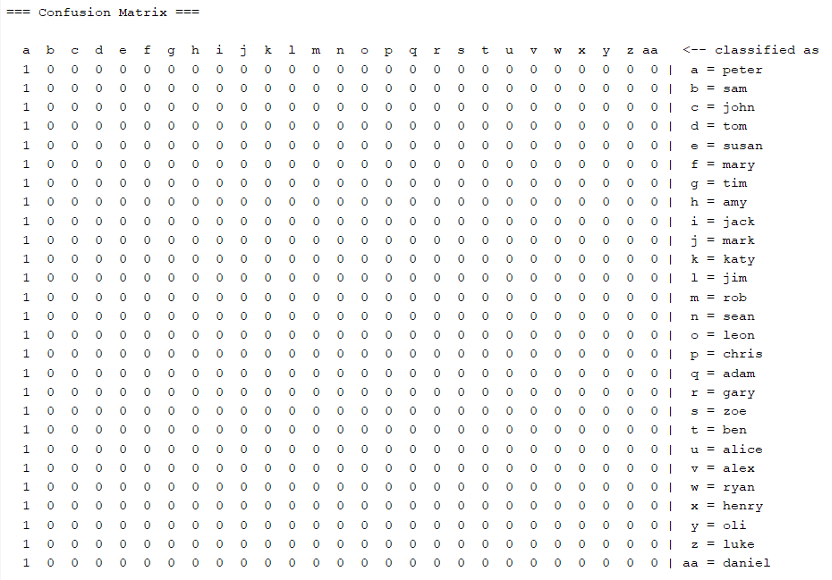 === Confusion Matrix ===
a b c d e f g h i j k l m n o p q r s t u v w x y z aa <-- classified as
1 0 0 0 0 0 0 0 0 0 0 0 0 0 0 0 0 0 0 0 0 0 0 0 0 0 0 | a = peter
1 0 0 0 0 0 0 0 0 0 0 0 0 0 0 0 0 0 0 0 0 0 0 0 0 0 0 | b = sam
1 0 0 0 0 0 0 0 0 0 0 0 0 0 0 0 0 0 0 0 0 0 0 0 0 0 0 | c = john
1 0 0 0 0 0 0 0 0 0 0 0 0 0 0 0 0 0 0 0 0 0 0 0 0 0 0 | d = tom
1 0 0 0 0 0 0 0 0 0 0 0 0 0 0 0 0 0 0 0 0 0 0 0 0 0 0 | e = susan
1 0 0 0 0 0 0 0 0 0 0 0 0 0 0 0 0 0 0 0 0 0 0 0 0 0 0 | f = mary
1 0 0 0 0 0 0 0 0 0 0 0 0 0 0 0 0 0 0 0 0 0 0 0 0 0 0 | g = tim
1 0 0 0 0 0 0 0 0 0 0 0 0 0 0 0 0 0 0 0 0 0 0 0 0 0 0 | h = amy
1 0 0 0 0 0 0 0 0 0 0 0 0 0 0 0 0 0 0 0 0 0 0 0 0 0 0 | i = jack
1 0 0 0 0 0 0 0 0 0 0 0 0 0 0 0 0 0 0 0 0 0 0 0 0 0 0 | j = mark
1 0 0 0 0 0 0 0 0 0 0 0 0 0 0 0 0 0 0 0 0 0 0 0 0 0 0 | k = katy
1 0 0 0 0 0 0 0 0 0 0 0 0 0 0 0 0 0 0 0 0 0 0 0 0 0 0 | l = jim
1 0 0 0 0 0 0 0 0 0 0 0 0 0 0 0 0 0 0 0 0 0 0 0 0 0 0 | m = rob
1 0 0 0 0 0 0 0 0 0 0 0 0 0 0 0 0 0 0 0 0 0 0 0 0 0 0 | n = sean
1 0 0 0 0 0 0 0 0 0 0 0 0 0 0 0 0 0 0 0 0 0 0 0 0 0 0 | o = leon
1 0 0 0 0 0 0 0 0 0 0 0 0 0 0 0 0 0 0 0 0 0 0 0 0 0 0 | p = chris
1 0 0 0 0 0 0 0 0 0 0 0 0 0 0 0 0 0 0 0 0 0 0 0 0 0 0 | q = adam
1 0 0 0 0 0 0 0 0 0 0 0 0 0 0 0 0 0 0 0 0 0 0 0 0 0 0 | r = gary
1 0 0 0 0 0 0 0 0 0 0 0 0 0 0 0 0 0 0 0 0 0 0 0 0 0 0 | s = zoe
1 0 0 0 0 0 0 0 0 0 0 0 0 0 0 0 0 0 0 0 0 0 0 0 0 0 0 | t = ben
1 0 0 0 0 0 0 0 0 0 0 0 0 0 0 0 0 0 0 0 0 0 0 0 0 0 0 | u = alice
1 0 0 0 0 0 0 0 0 0 0 0 0 0 0 0 0 0 0 0 0 0 0 0 0 0 0 | v = alex
1 0 0 0 0 0 0 0 0 0 0 0 0 0 0 0 0 0 0 0 0 0 0 0 0 0 0 | w = ryan
1 0 0 0 0 0 0 0 0 0 0 0 0 0 0 0 0 0 0 0 0 0 0 0 0 0 0 | x = henry
1 0 0 0 0 0 0 0 0 0 0 0 0 0 0 0 0 0 0 0 0 0 0 0 0 0 0 | y = oli
1 0 0 0 0 0 0 0 0 0 0 0 0 0 0 0 0 0 0 0 0 0 0 0 0 0 0 | z = luke
1 0 0 0 0 0 0 0 0 0 0 0 0 0 0 0 0 0 0 0 0 0 0 0 0 0 0 | aa = daniel